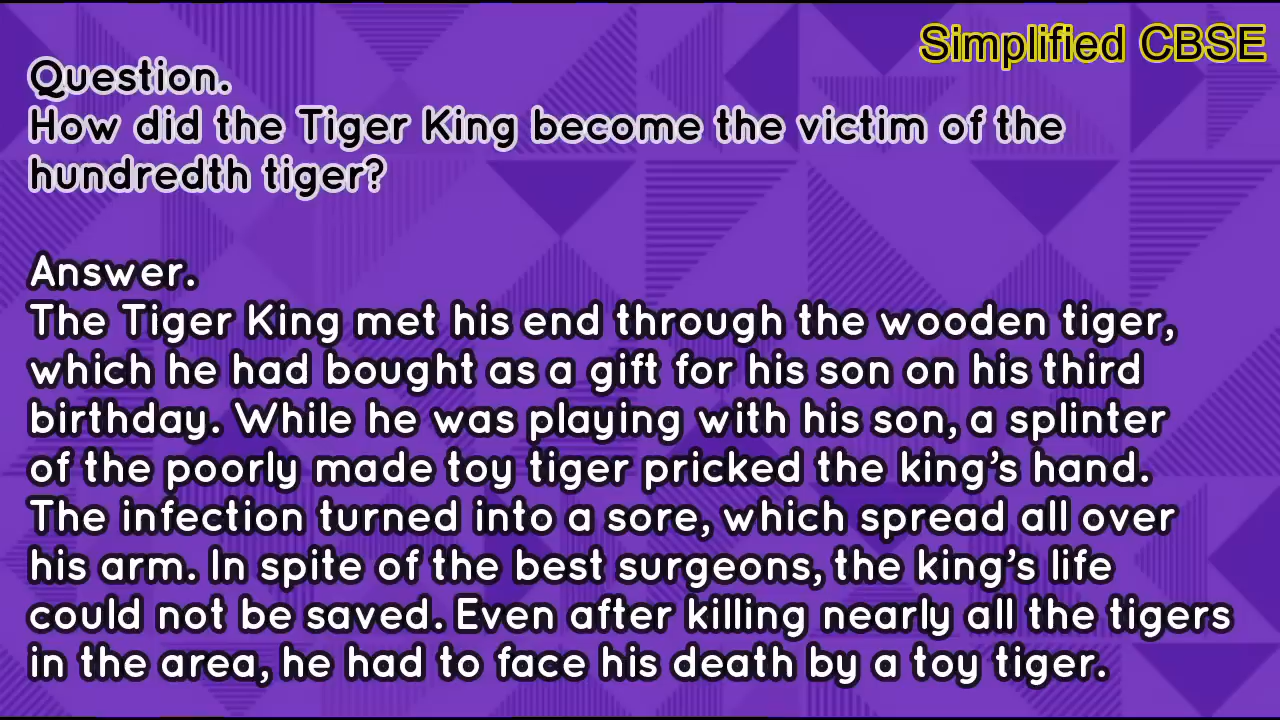 Simplified CBSE
Question.
How did the Tiger King become the victim of the
hundredth tiger?
Answer.
The Tiger King met his end through the wooden tiger,
which he had bought as a gift for his son on his third
birthday. While he was playing with his son, a splinter
of the poorly made toy tiger pricked the king’s hand.
The infection turned into a sore, which spread all over
his arm. In spite of the best surgeons, the king’s life
could not be saved. Even after killing nearly all the tigers
in the area, he had to face his death by a toy tiger.